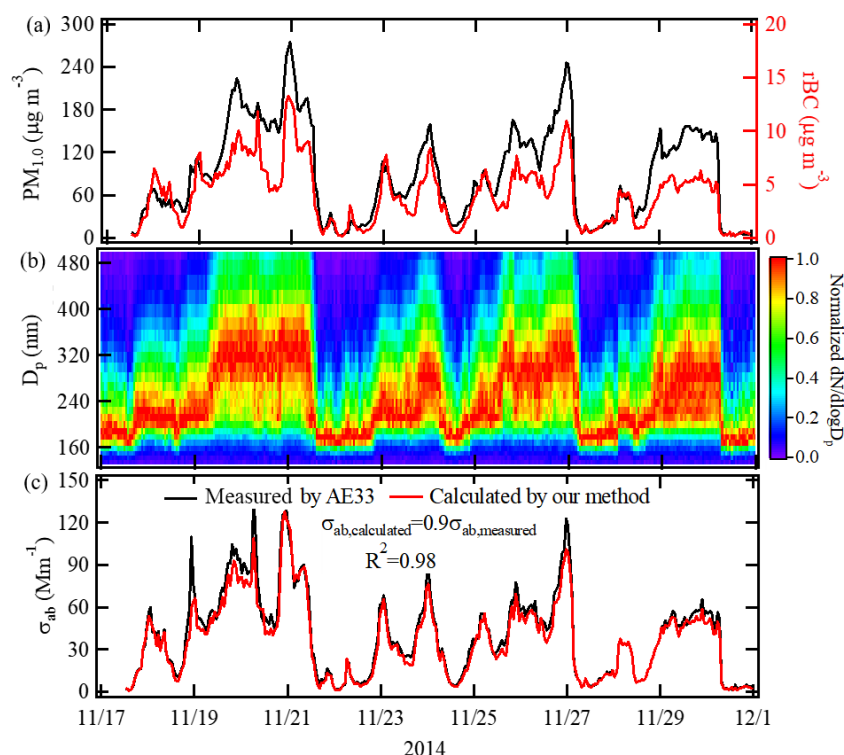 (a)
300
240
180
120
60
0
PM1.0 (μg m-3)
20
15
10
5
0
rBC (μg m-3)
(b)
480
400
320
240
160
Dp (nm)
1.0
0.8
0.6
0.4
0.2
0.0
Normalized dN/dlogDp
(c)
150
120
90
60
30
0
σab (Mm-1)
Measured by AE33 Calculated by our method
σab,calculated=0.9σab,measured
R2=0.98
11/17 11/19 11/21 11/23 11/25 11/27 11/29 12/1
2014